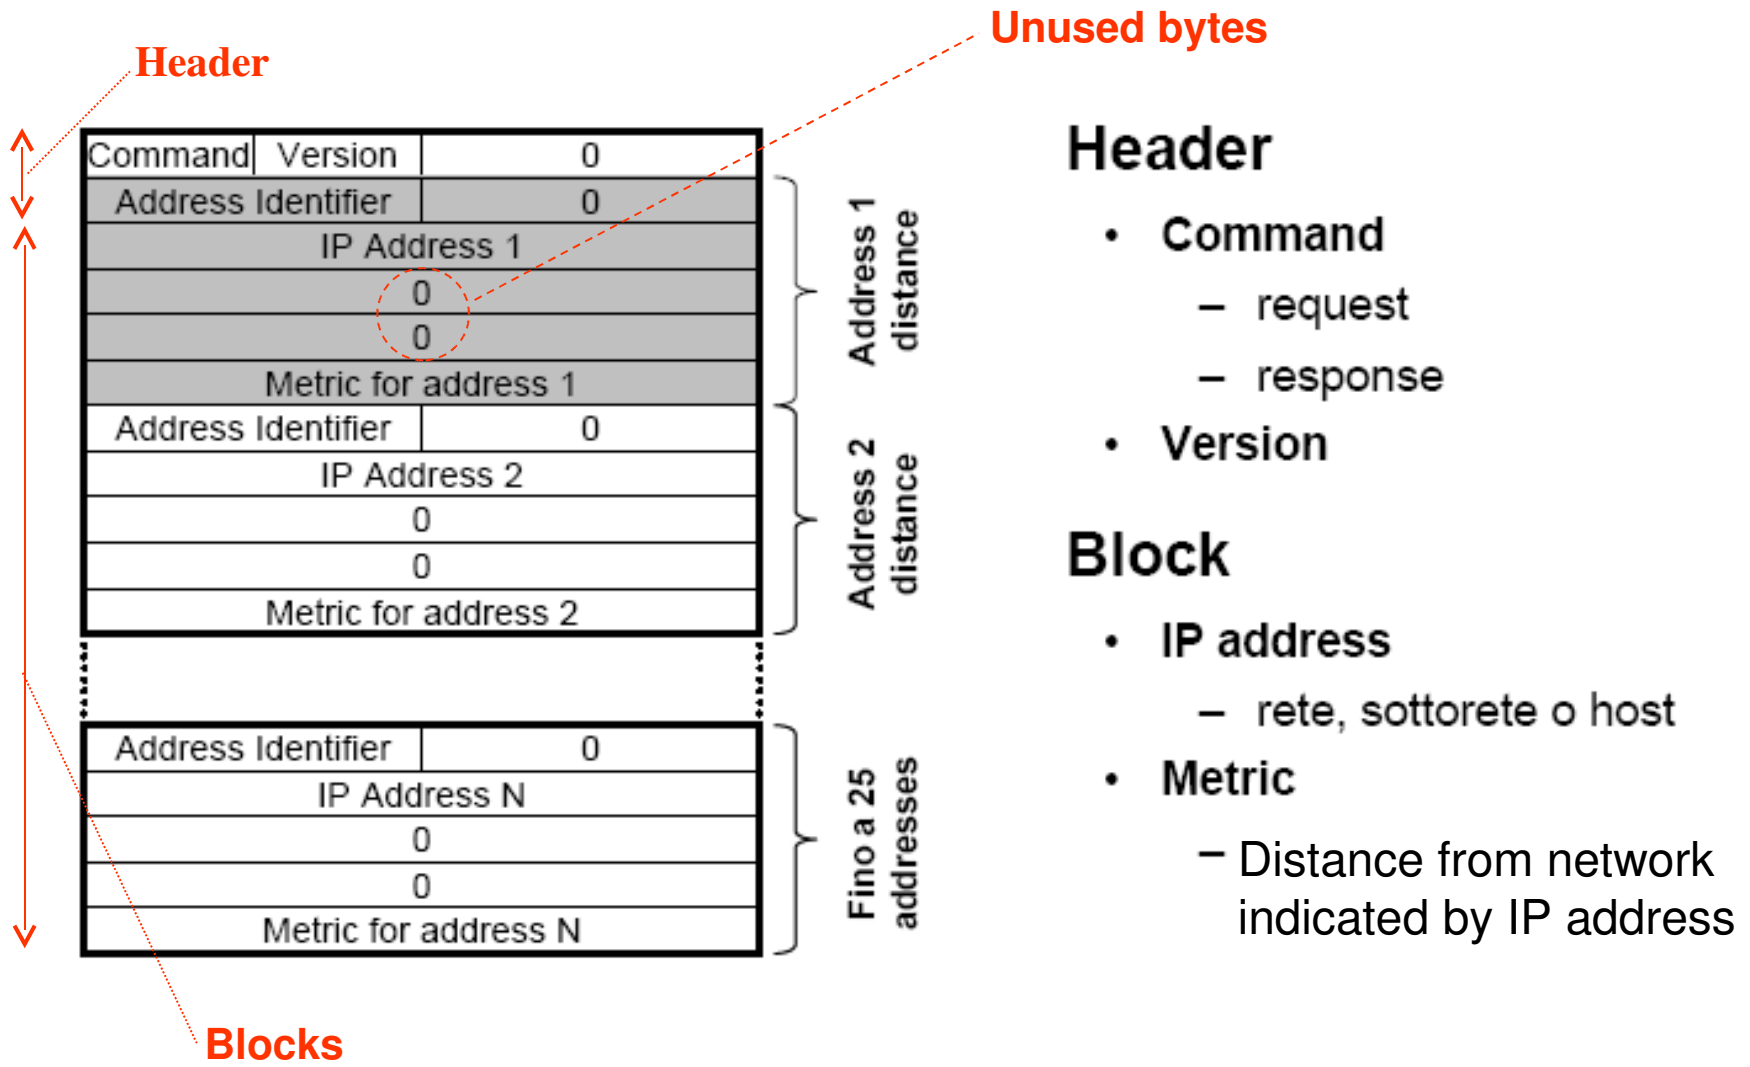 Unused bytes
Header
Command Version 0
Address Identifier 0
IP Address 1
0
0
Metric for address 1
Address 1
distance
Address Identifier 0
IP Address 2
0
0
Metric for address 2
Address 2
distance
Address Identifier 0
IP Address N
0
0
Metric for address N
Fino a 25
addresses
Blocks
Header
• Command
– request
– response
• Version
Block
• IP address
– rete, sottorete o host
• Metric
– Distance from network
indicated by IP address